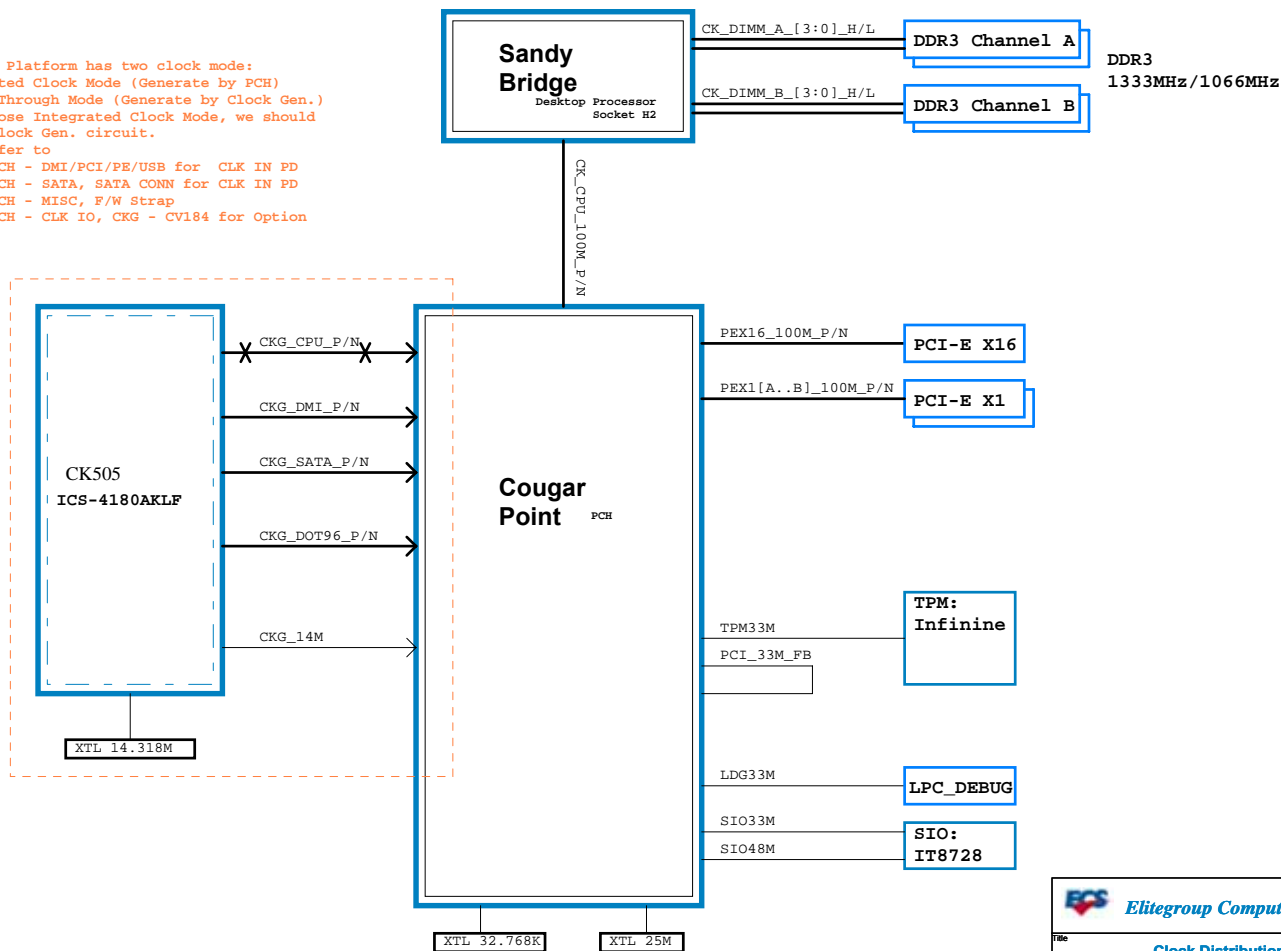 Platform has two clock mode:
ted Clock Mode (Generate by PCH)
Through Mode (Generate by Clock Gen.)
ose Integrated Clock Mode, we should
lock Gen. circuit.
fer to
CH - DMI/PCI/PE/USB for CLK IN PD
CH - SATA, SATA CONN for CLK IN PD
CH - MISC, F/W Strap
CH - CLK IO, CKG - CV184 for Option
Sandy
Bridge
Desktop Processor
Socket H2
CK_DIMM_A_[3:0]_H/L
DDR3 Channel A
CK_DIMM_B_[3:0]_H/L
DDR3 Channel B
DDR3
1333MHz/1066MHz
CK_CPU_100M_P/N
CK505
ICS-4180AKLF
CKG_CPU_P/N
CKG_DMI_P/N
CKG_SATA_P/N
CKG_DOT96_P/N
CKG_14M
XTL 14.318M
Cougar
Point PCH
PEX16_100M_P/N
PCI-E X16
PEX1[A..B]_100M_P/N
PCI-E X1
TPM33M
TPM:
Infinine
PCI_33M_FB
LDG33M
LPC_DEBUG
SIO33M
SIO48M
SIO:
IT8728
XTL 32.768K
XTL 25M
ECS Elitegroup Comput
Title
Clock Distribution